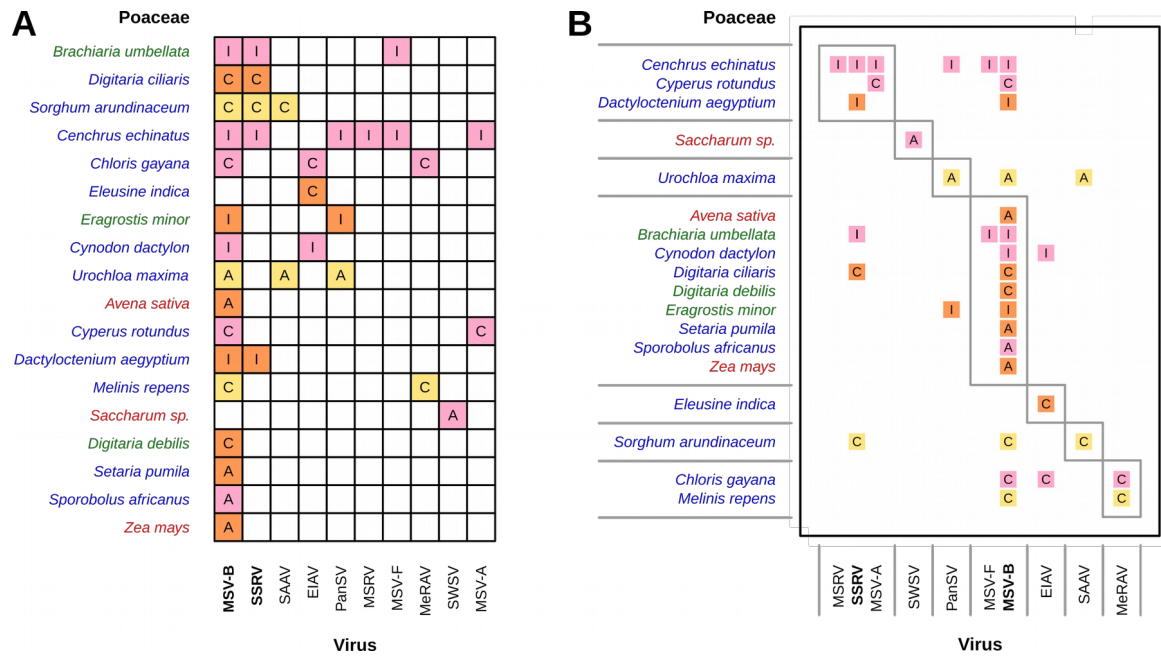 A
Poaceae
Brachiaria umbellata I I I
Digitaria ciliaris C C
Sorghum arundinaceum C C C
Cenchrus echinatus I I I I I I
Chloris gayana C C C
Eleusine indica C
Eragrostis minor I I
Cynodon dactylon I I
Urochloa maxima A A A
Avena sativa A
Cyperus rotundus C C
Dactyloctenium aegyptium I I
Melinis repens C C
Saccharum sp. A
Digitaria debilis C
Setaria pumila A
Sporobolus africanus A
Zea mays A
MSV-B SSRV SAAV EIAV PanSV MSRV MSV-F MeRAV SWSV MSV-A
Virus
B
Poaceae
Cenchrus echinatus I I I I I I
Cyperus rotundus C C
Dactyloctenium aegyptium I I
Saccharum sp. A
Urochloa maxima A A A
Avena sativa A
Brachiaria umbellata I I I
Cynodon dactylon I I
Digitaria ciliaris C C
Digitaria debilis C
Eragrostis minor I I
Setaria pumila A
Sporobolus africanus A
Zea mays A
Eleusine indica C
Sorghum arundinaceum C C C
Chloris gayana C C C
Melinis repens C C
MSRV SSRV MSV-A SWSV PanSV MSV-F MSV-B EIAV SAAV MeRAV
Virus